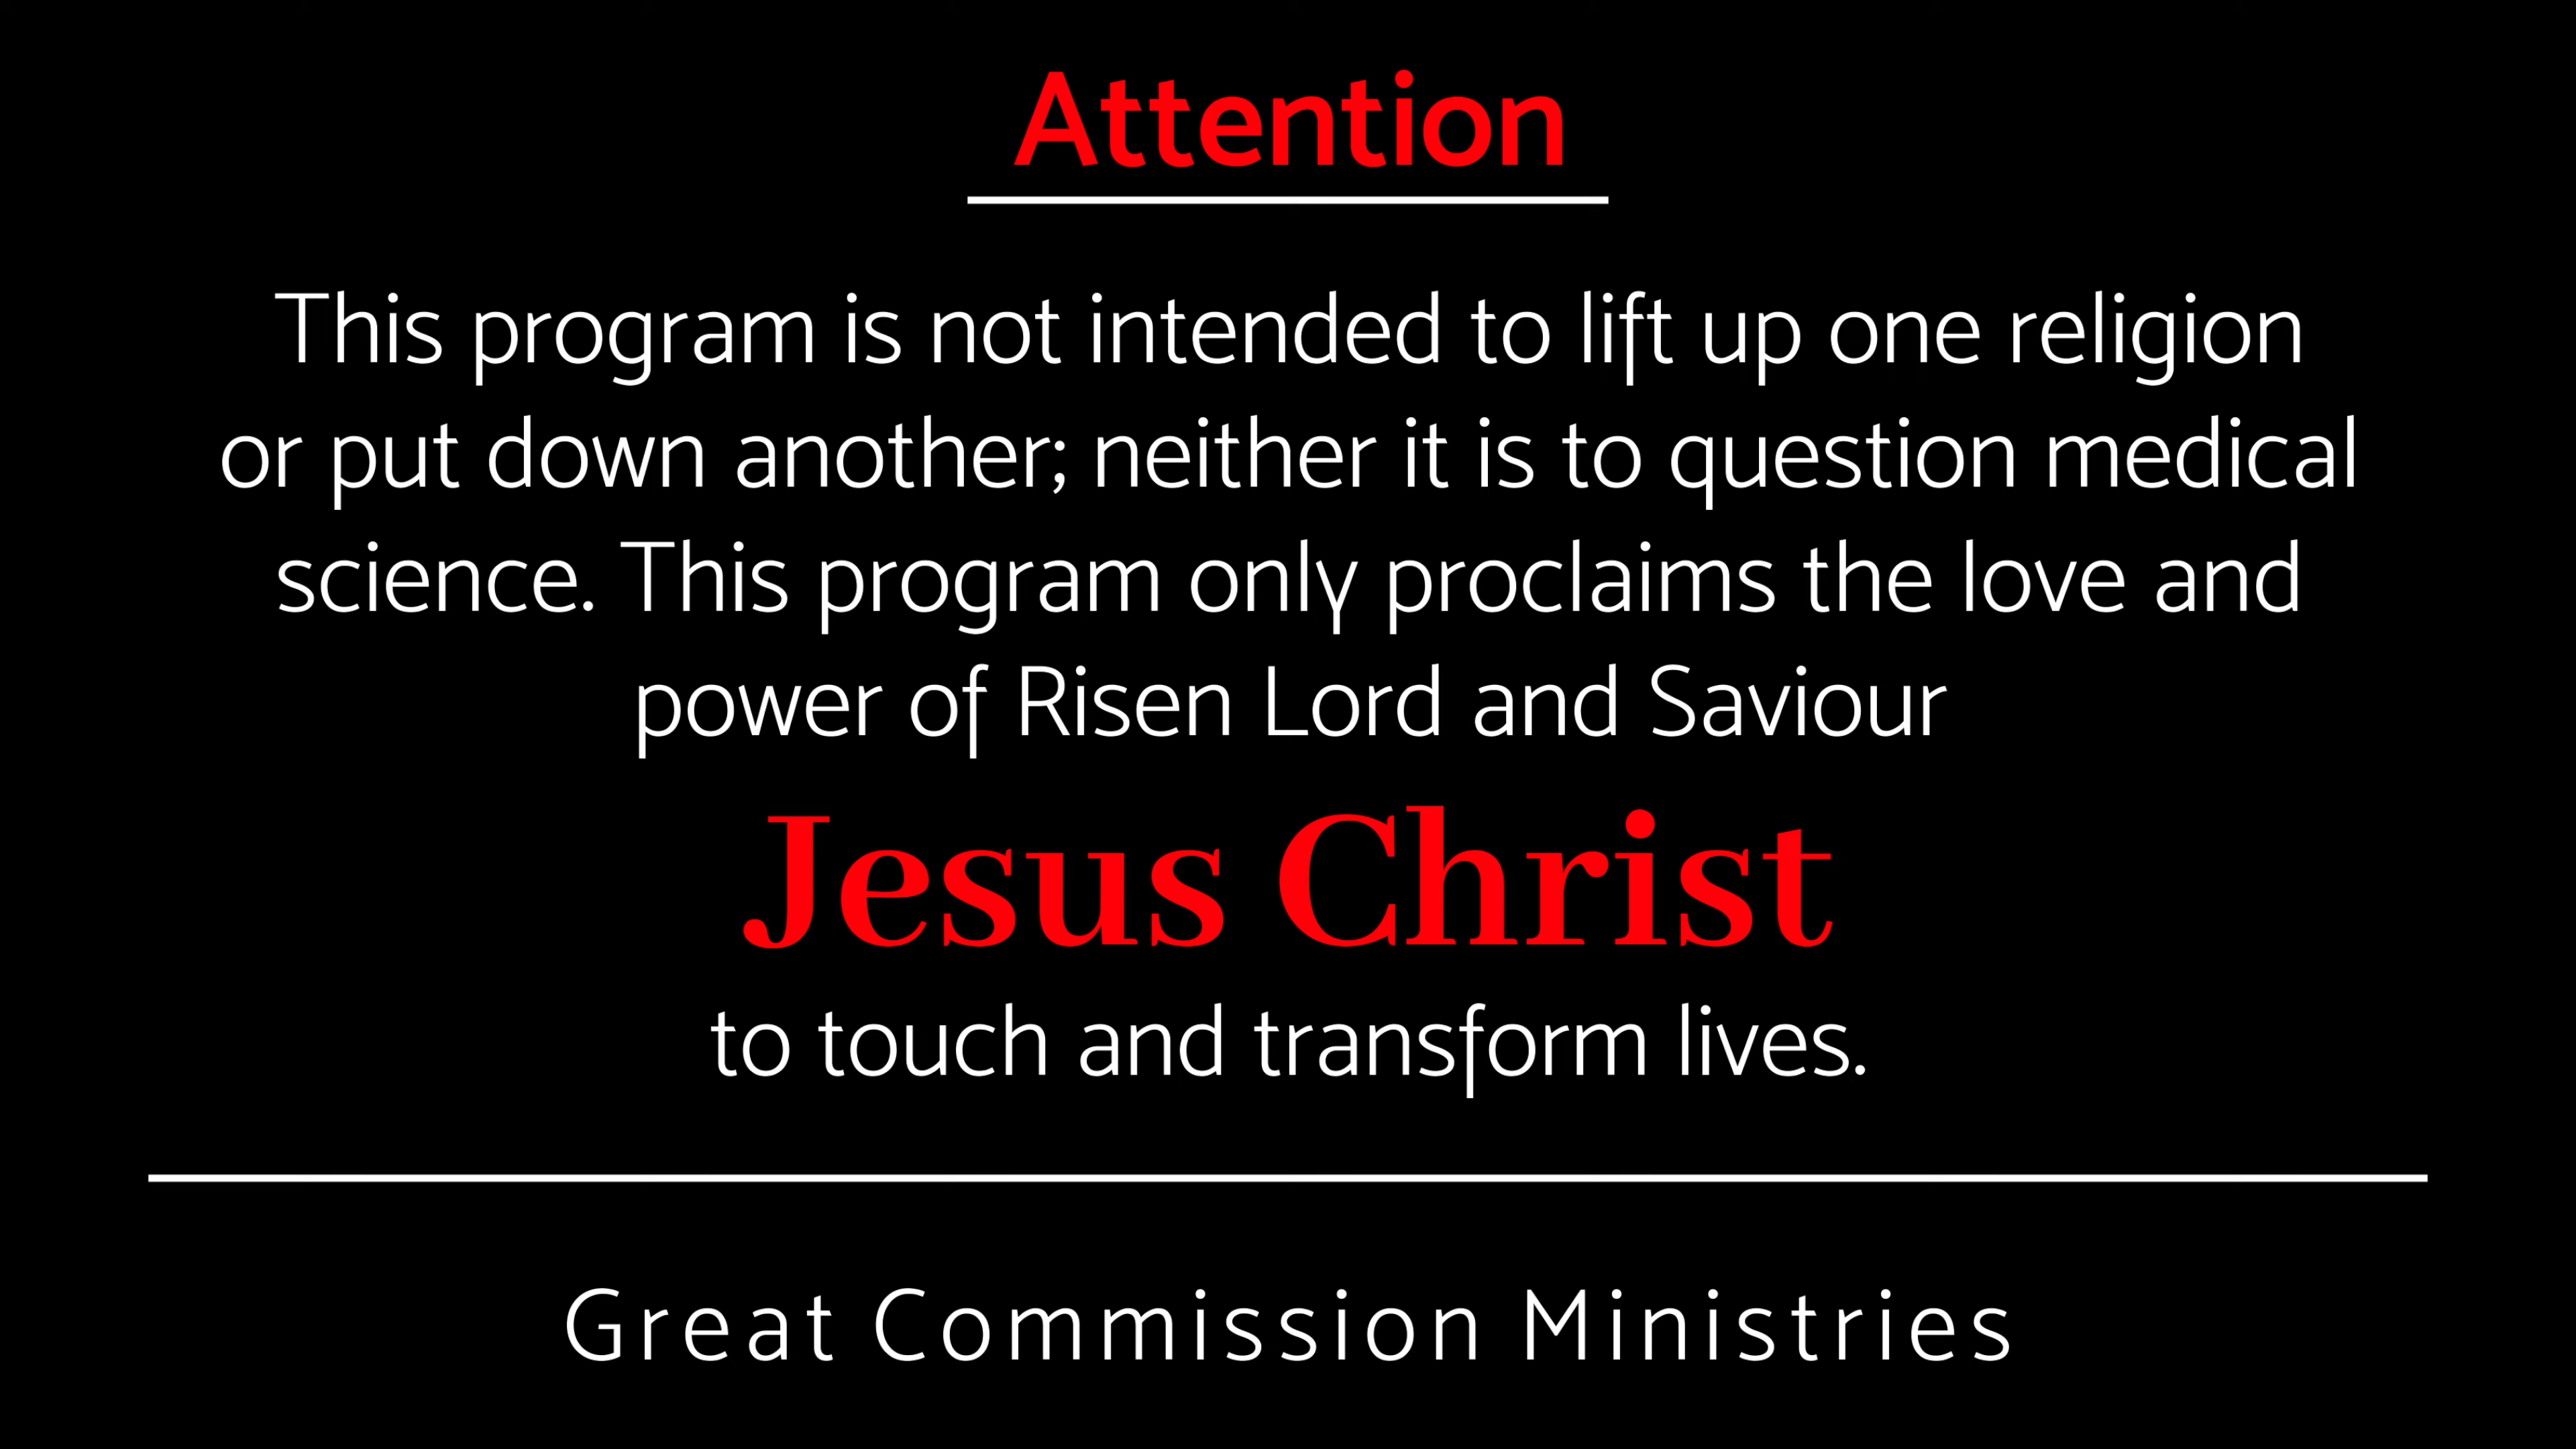 Attention
This program is not intended to lift up one religion
or put down another; neither it is to question medical
science. This program only proclaims the love and
power of Risen Lord and Saviour
Jesus Christ
to touch and transform lives.
Great Commission Ministries